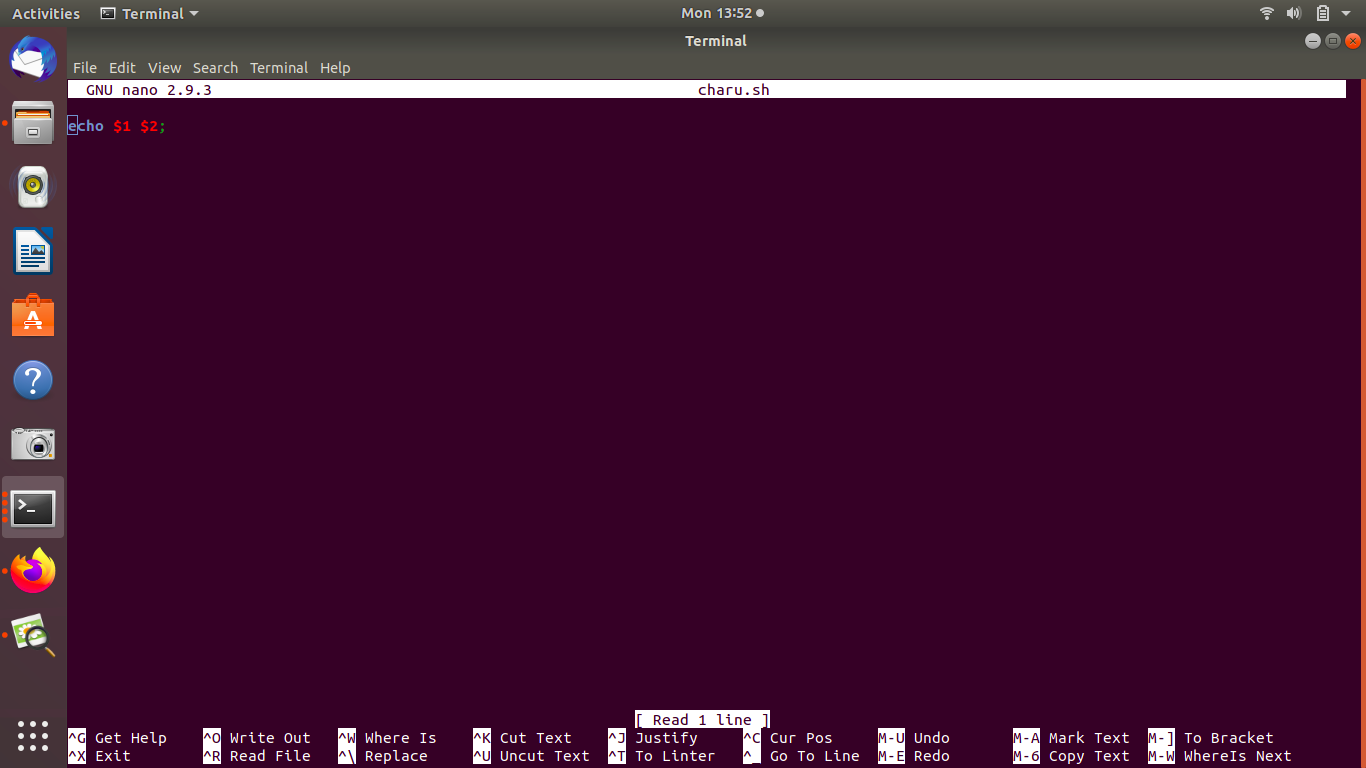 Activities Terminal Mon 13:52
Terminal
File Edit View Search Terminal Help
GNU nano 2.9.3 charu.sh
echo $1 $2;
[ Read 1 line ]
^G Get Help ^O Write Out ^W Where Is ^K Cut Text ^J Justify ^C Cur Pos M-U Undo M-A Mark Text M-] To Bracket
^X Exit ^R Read File ^\ Replace ^U Uncut Text ^T To Linter ^_ Go To Line M-E Redo M-6 Copy Text M-W WhereIs Next